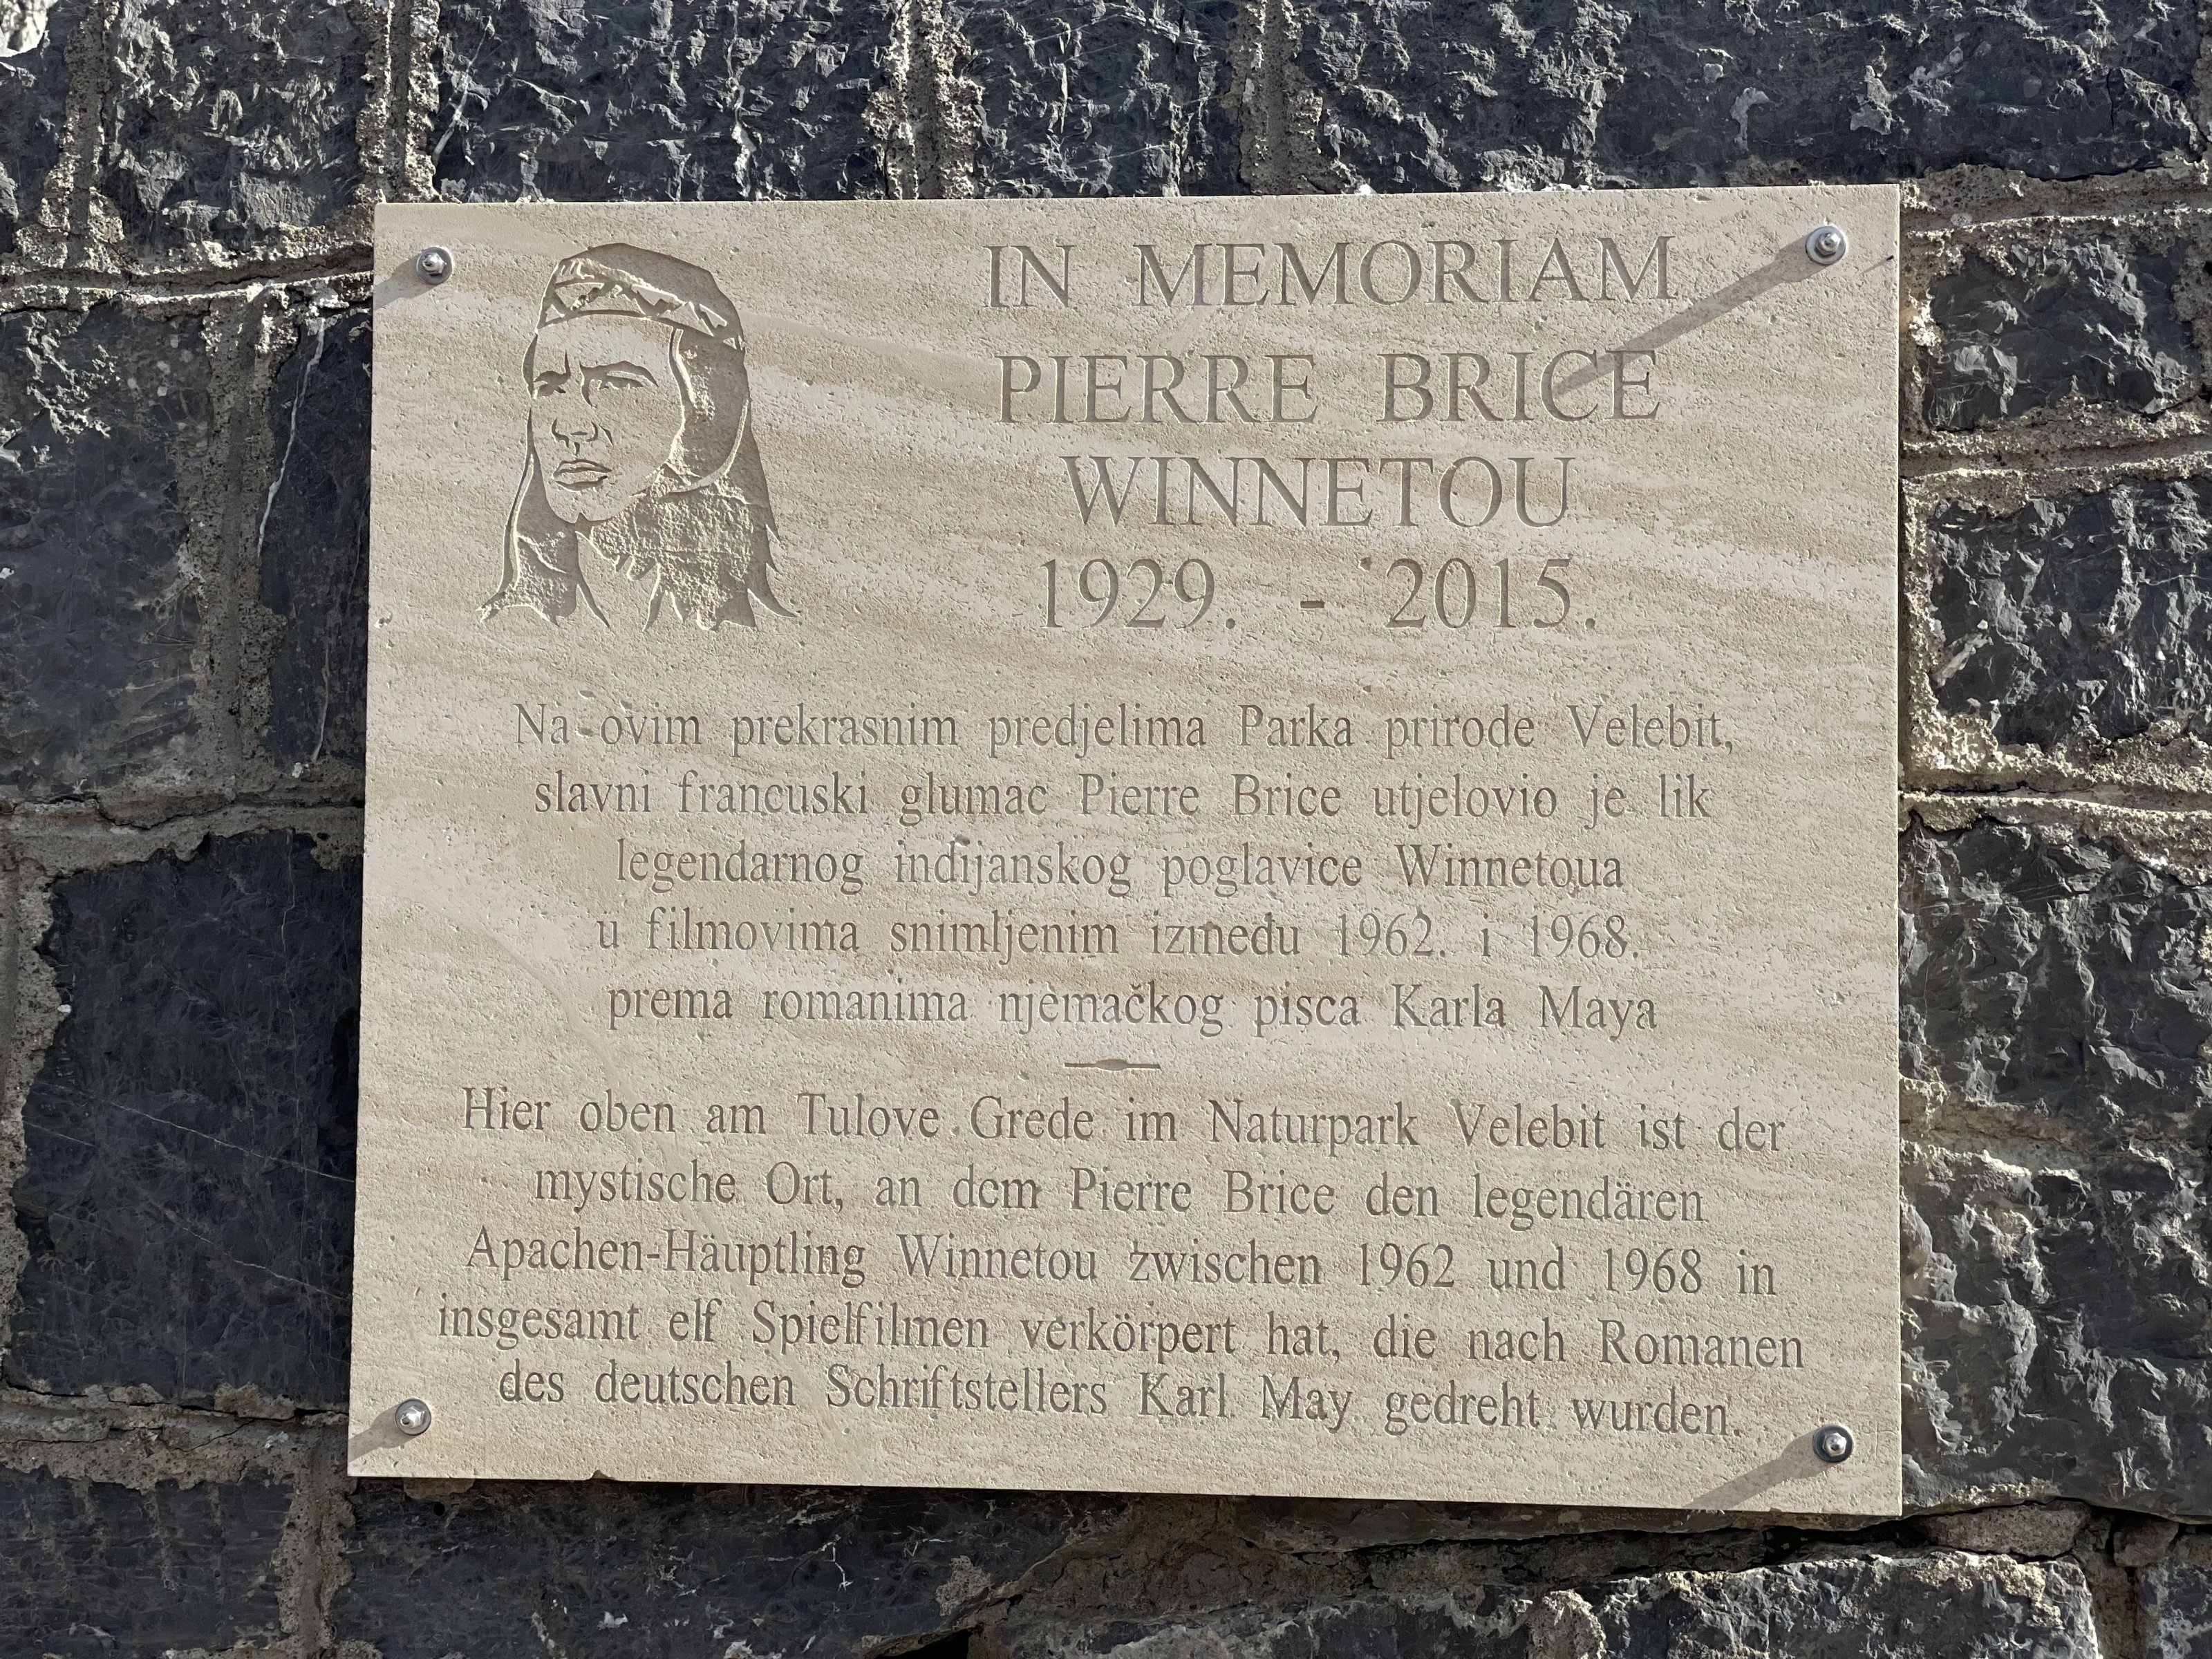 IN MEMORIAM
PIERRE BRICE
WINNETOU
1929. - 2015.
Na ovim prekrasnim predjelima Parka prirode Velebit,
slavni francuski glumac Pierre Brice utjelovio je lik
legendarnog indijanskog poglavice Winnetoua
u filmovima snimljenim između 1962. i 1968.
prema romanima njemačkog pisca Karla Maya
Hier oben am Tulove Grede im Naturpark Velebit ist der
mystische Ort, an dem Pierre Brice den legendären
Apachen-Häuptling Winnetou zwischen 1962 und 1968 in
insgesamt elf Spielfilmen verkörpert hat, die nach Romanen
des deutschen Schriftstellers Karl May gedreht wurden.